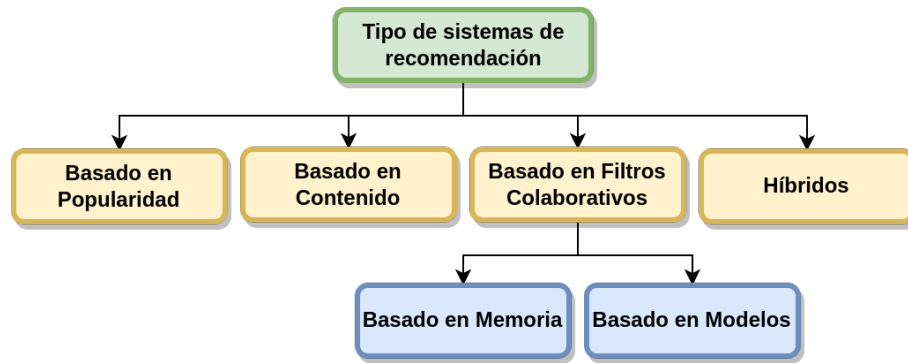 Tipo de sistemas de
recomendación
Basado en
Popularidad
Basado en
Contenido
Basado en Filtros
Colaborativos
Híbridos
Basado en Memoria
Basado en Modelos